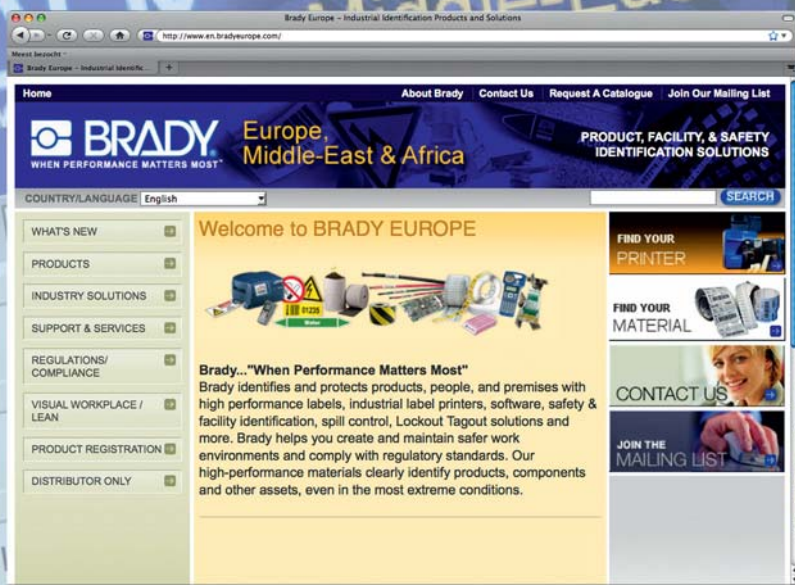 Middle-Ea
Brady Europe – Industrial Identification Products and Solutions
http://www.en.bradyeurope.com/
Meest bezocht
Brady Europe – Industrial Identific...
Home
About Brady Contact Us Request A Catalogue Join Our Mailing List
BRADY.
WHEN PERFORMANCE MATTERS MOST
Europe,
Middle-East & Africa
PRODUCT, FACILITY, & SAFETY
IDENTIFICATION SOLUTIONS
COUNTRY/LANGUAGE English
SEARCH
WHAT'S NEW
PRODUCTS
INDUSTRY SOLUTIONS
SUPPORT & SERVICES
REGULATIONS/
COMPLIANCE
VISUAL WORKPLACE /
LEAN
PRODUCT REGISTRATION
DISTRIBUTOR ONLY
Welcome to BRADY EUROPE
01235
Water
Brady..."When Performance Matters Most"
Brady identifies and protects products, people, and premises with
high performance labels, industrial label printers, software, safety &
facility identification, spill control, Lockout Tagout solutions and
more. Brady helps you create and maintain safer work
environments and comply with regulatory standards. Our
high-performance materials clearly identify products, components
and other assets, even in the most extreme conditions.
FIND YOUR
PRINTER
FIND YOUR
MATERIAL
CONTACT US
JOIN THE
MAILING LIST